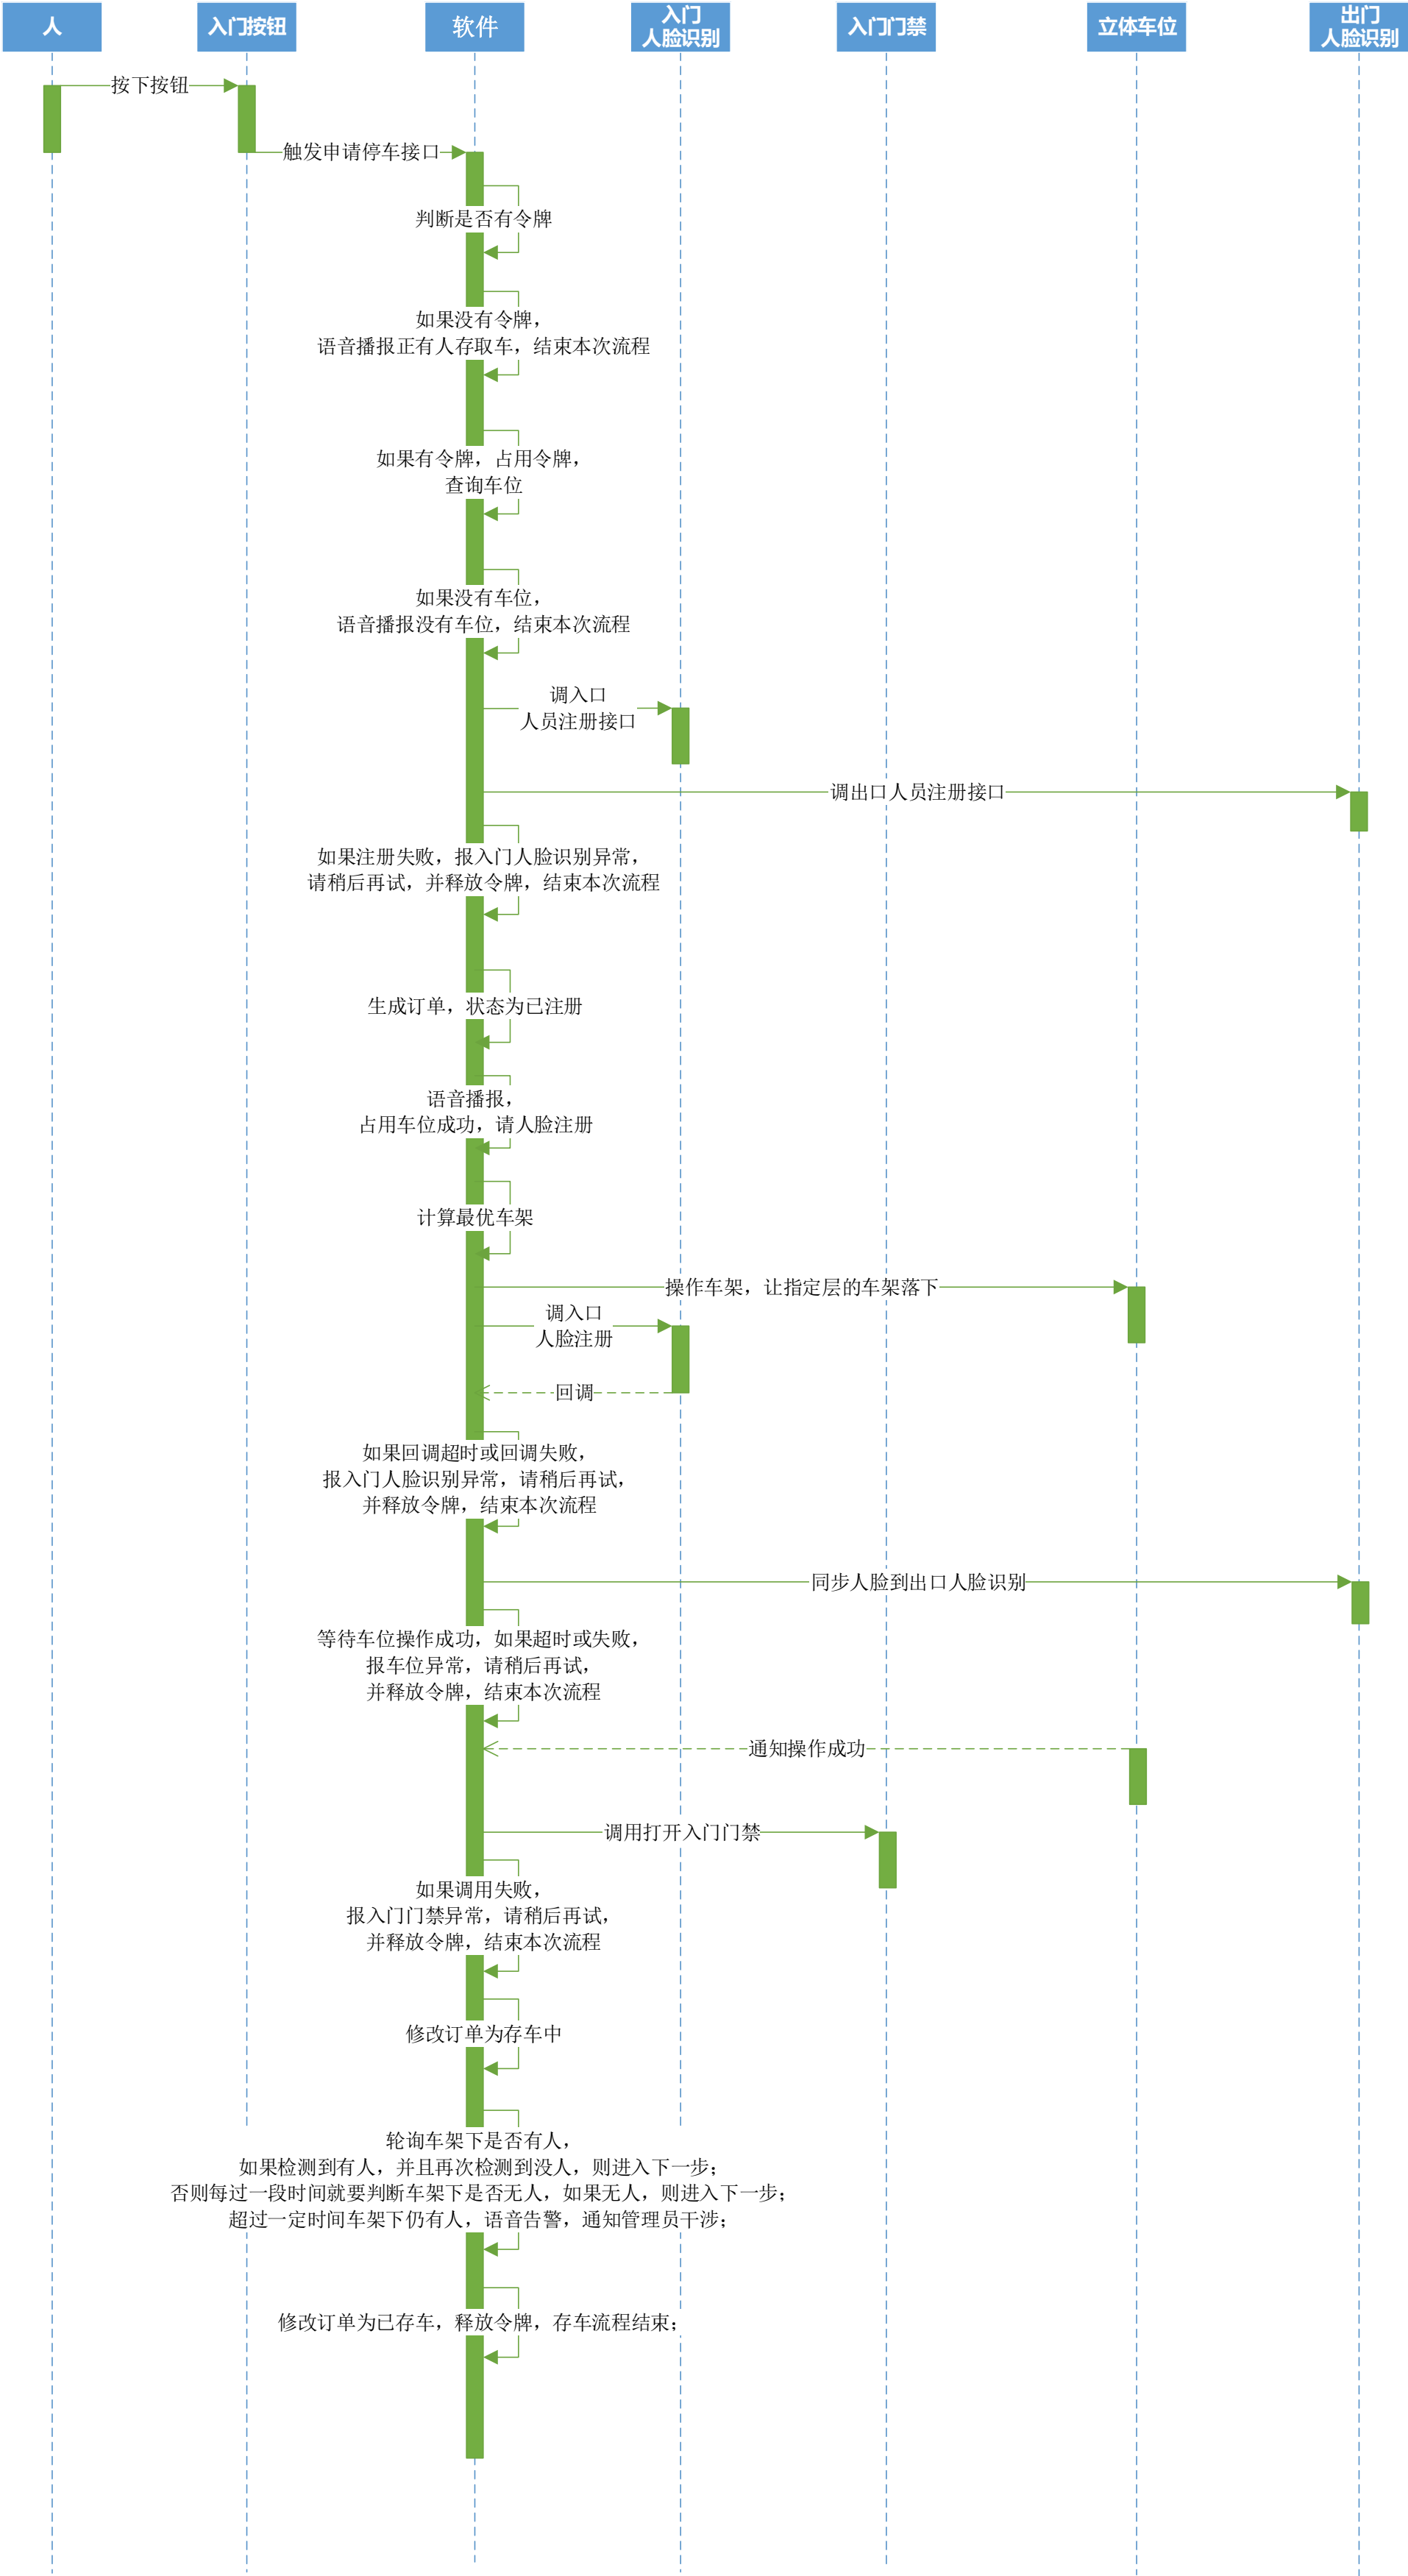 人
入门按钮
软件
入门
人脸识别
入门门禁
立体车位
出门
人脸识别
按下按钮
触发申请停车接口
判断是否有令牌
如果没有令牌，
语音播报正有人存取车，结束本次流程
如果有令牌，占用令牌，
查询车位
如果没有车位，
语音播报没有车位，结束本次流程
调入口
人员注册接口
调出口人员注册接口
如果注册失败，报入门人脸识别异常，
请稍后再试，并释放令牌，结束本次流程
生成订单，状态为已注册
语音播报，
占用车位成功，请人脸注册
计算最优车架
操作车架，让指定层的车架落下
调入口
人脸注册
回调
如果回调超时或回调失败，
报入门人脸识别异常，请稍后再试，
并释放令牌，结束本次流程
同步人脸到出口人脸识别
等待车位操作成功，如果超时或失败，
报车位异常，请稍后再试，
并释放令牌，结束本次流程
通知操作成功
调用打开入门门禁
如果调用失败，
报入门门禁异常，请稍后再试，
并释放令牌，结束本次流程
修改订单为存车中
轮询车架下是否有人，
如果检测到有人，并且再次检测到没人，则进入下一步；
否则每过一段时间就要判断车架下是否无人，如果无人，则进入下一步；
超过一定时间车架下仍有人，语音告警，通知管理员干涉；
修改订单为已存车，释放令牌，存车流程结束；